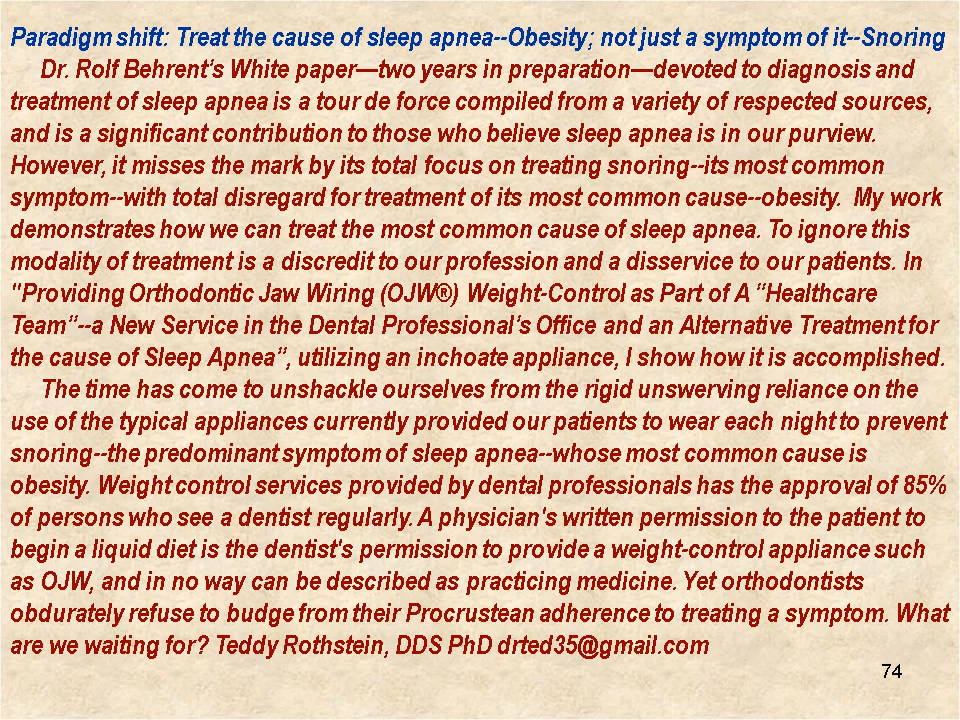 Paradigm shift: Treat the cause of sleep apnea--Obesity; not just a symptom of it--Snoring
Dr. Rolf Behrent’s White paper—two years in preparation—devoted to diagnosis and
treatment of sleep apnea is a tour de force compiled from a variety of respected sources,
and is a significant contribution to those who believe sleep apnea is in our purview.
However, it misses the mark by its total focus on treating snoring--its most common
symptom--with total disregard for treatment of its most common cause--obesity. My work
demonstrates how we can treat the most common cause of sleep apnea. To ignore this
modality of treatment is a discredit to our profession and a disservice to our patients. In
"Providing Orthodontic Jaw Wiring (OJW®) Weight-Control as Part of A “Healthcare
Team”--a New Service in the Dental Professional’s Office and an Alternative Treatment for
the cause of Sleep Apnea”, utilizing an inchoate appliance, I show how it is accomplished.
The time has come to unshackle ourselves from the rigid unswerving reliance on the
use of the typical appliances currently provided our patients to wear each night to prevent
snoring--the predominant symptom of sleep apnea--whose most common cause is
obesity. Weight control services provided by dental professionals has the approval of 85%
of persons who see a dentist regularly. A physician's written permission to the patient to
begin a liquid diet is the dentist's permission to provide a weight-control appliance such
as OJW, and in no way can be described as practicing medicine. Yet orthodontists
obdurately refuse to budge from their Procrustean adherence to treating a symptom. What
are we waiting for? Teddy Rothstein, DDS PhD drted35@gmail.com
74